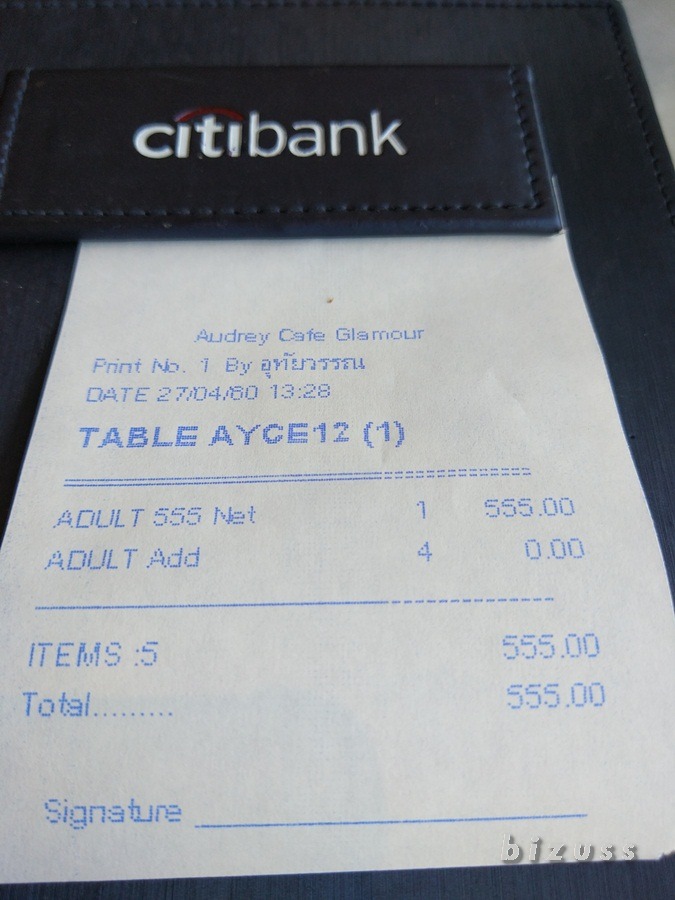 citibank
Audrey Cafe Glamour
Print No. 1 By อุทัยวรรณ
DATE 27/04/60 13:28
TABLE AYCE12 (1)
ADULT 555 Net 1 555.00
ADULT Add 4 0.00
ITEMS :5 555.00
Total......... 555.00
Signature
bizuss